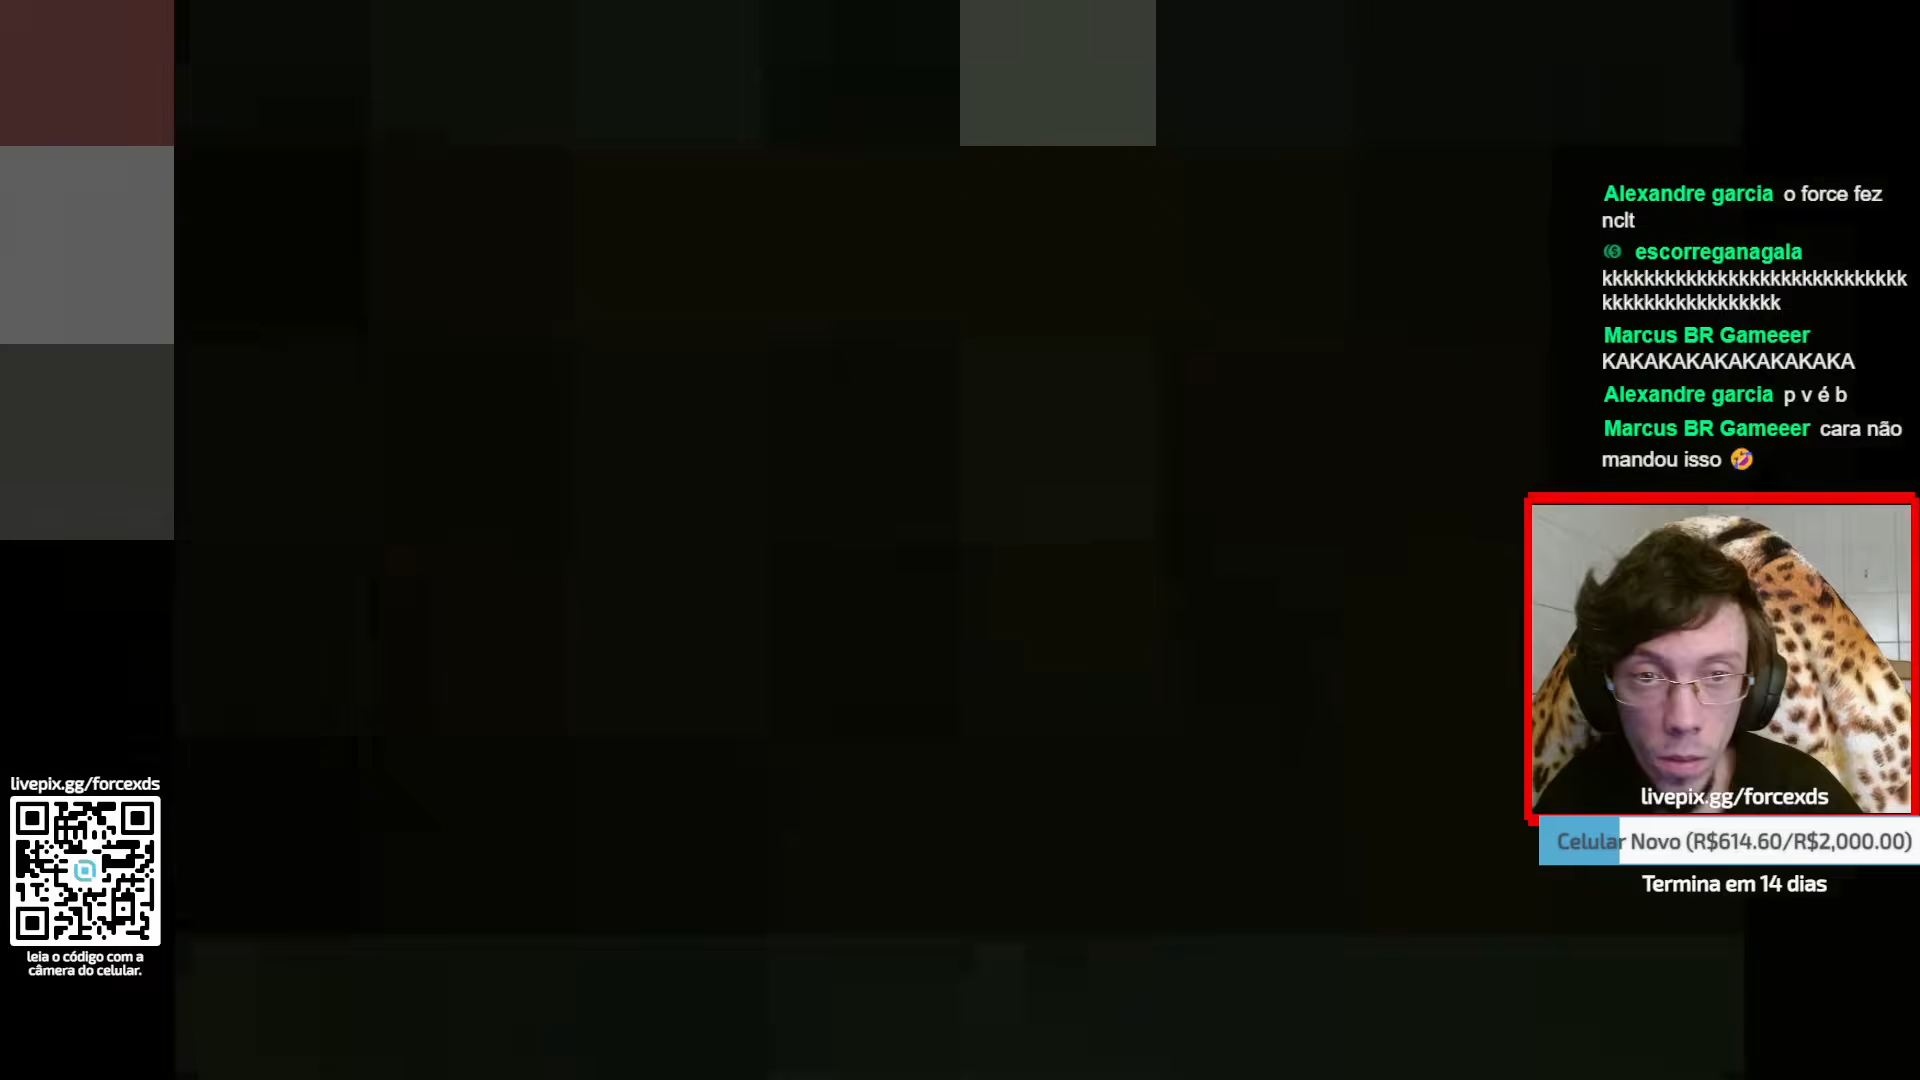 Alexandre garcia o force fez
nclt
escorreganagala
kkkkkkkkkkkkkkkkkkkkkkkkkkkkk
kkkkkkkkkkkkkkkkk
Marcus BR Gameeer
KAKAKAKAKAKAKAKAKA
Alexandre garcia p v é b
Marcus BR Gameeer cara não
mandou isso 🤣
livepix.gg/forcexds
Celular Novo (R$614.60/R$2,000.00)
Termina em 14 dias
livepix.gg/forcexds
leia o código com a
câmera do celular.